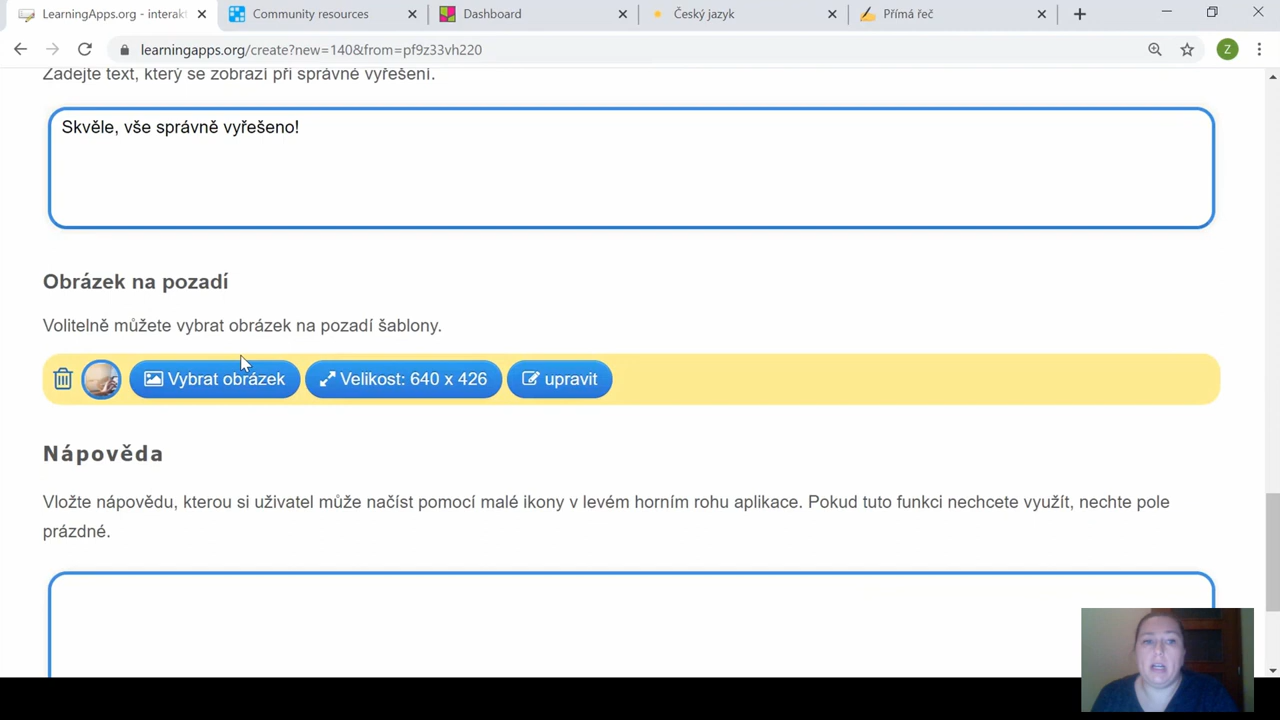 LearningApps.org - interak
Community resources
Dashboard
Český jazyk
Přímá řeč
learningapps.org/create?new=140&from=pf9z33vh220
Z
Zadejte text, který se zobrazí při správné vyřešení.
Skvěle, vše správně vyřešeno!
Obrázek na pozadí
Volitelně můžete vybrat obrázek na pozadí šablony.
Vybrat obrázek
Velikost: 640 x 426
upravit
Nápověda
Vložte nápovědu, kterou si uživatel může načíst pomocí malé ikony v levém horním rohu aplikace. Pokud tuto funkci nechcete využít, nechte pole
prázdné.